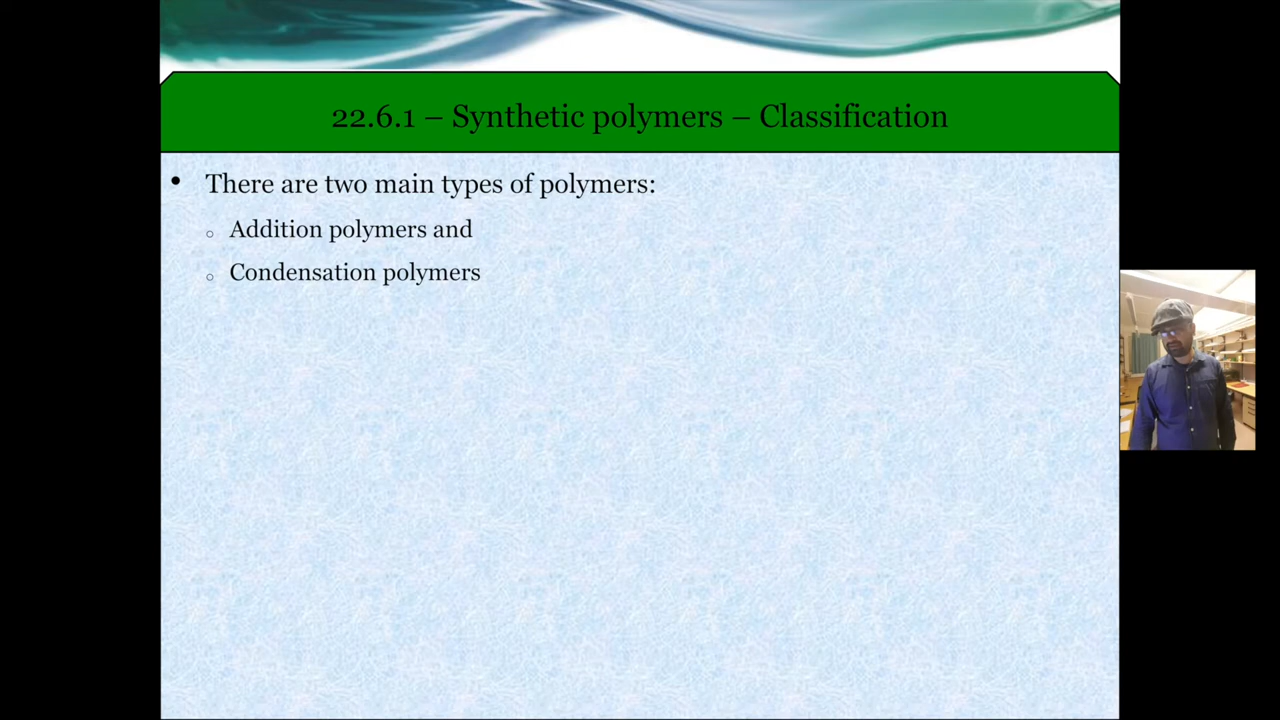 22.6.1 – Synthetic polymers – Classification
• There are two main types of polymers:
○ Addition polymers and
○ Condensation polymers